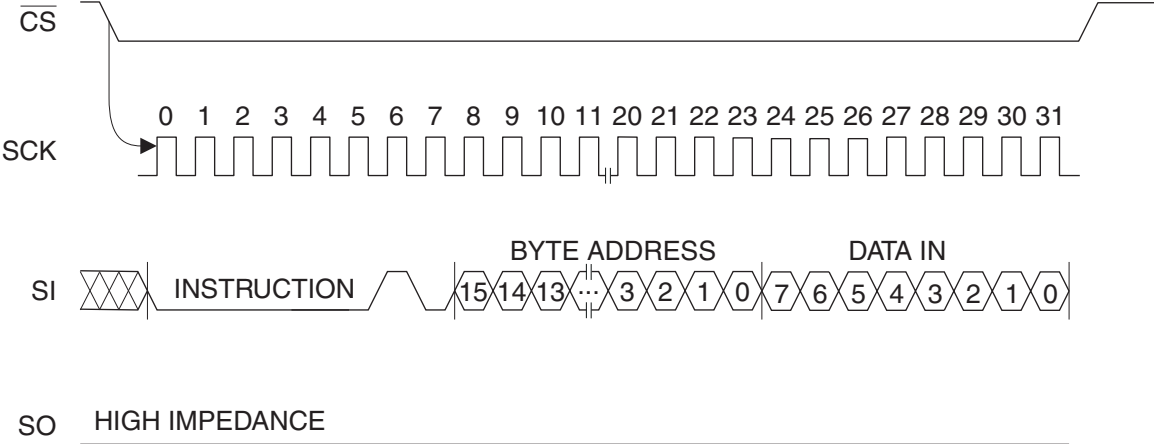 CS
0 1 2 3 4 5 6 7 8 9 10 11 20 21 22 23 24 25 26 27 28 29 30 31
SCK
BYTE ADDRESS DATA IN
SI INSTRUCTION 15 14 13 ... 3 2 1 0 7 6 5 4 3 2 1 0
SO HIGH IMPEDANCE